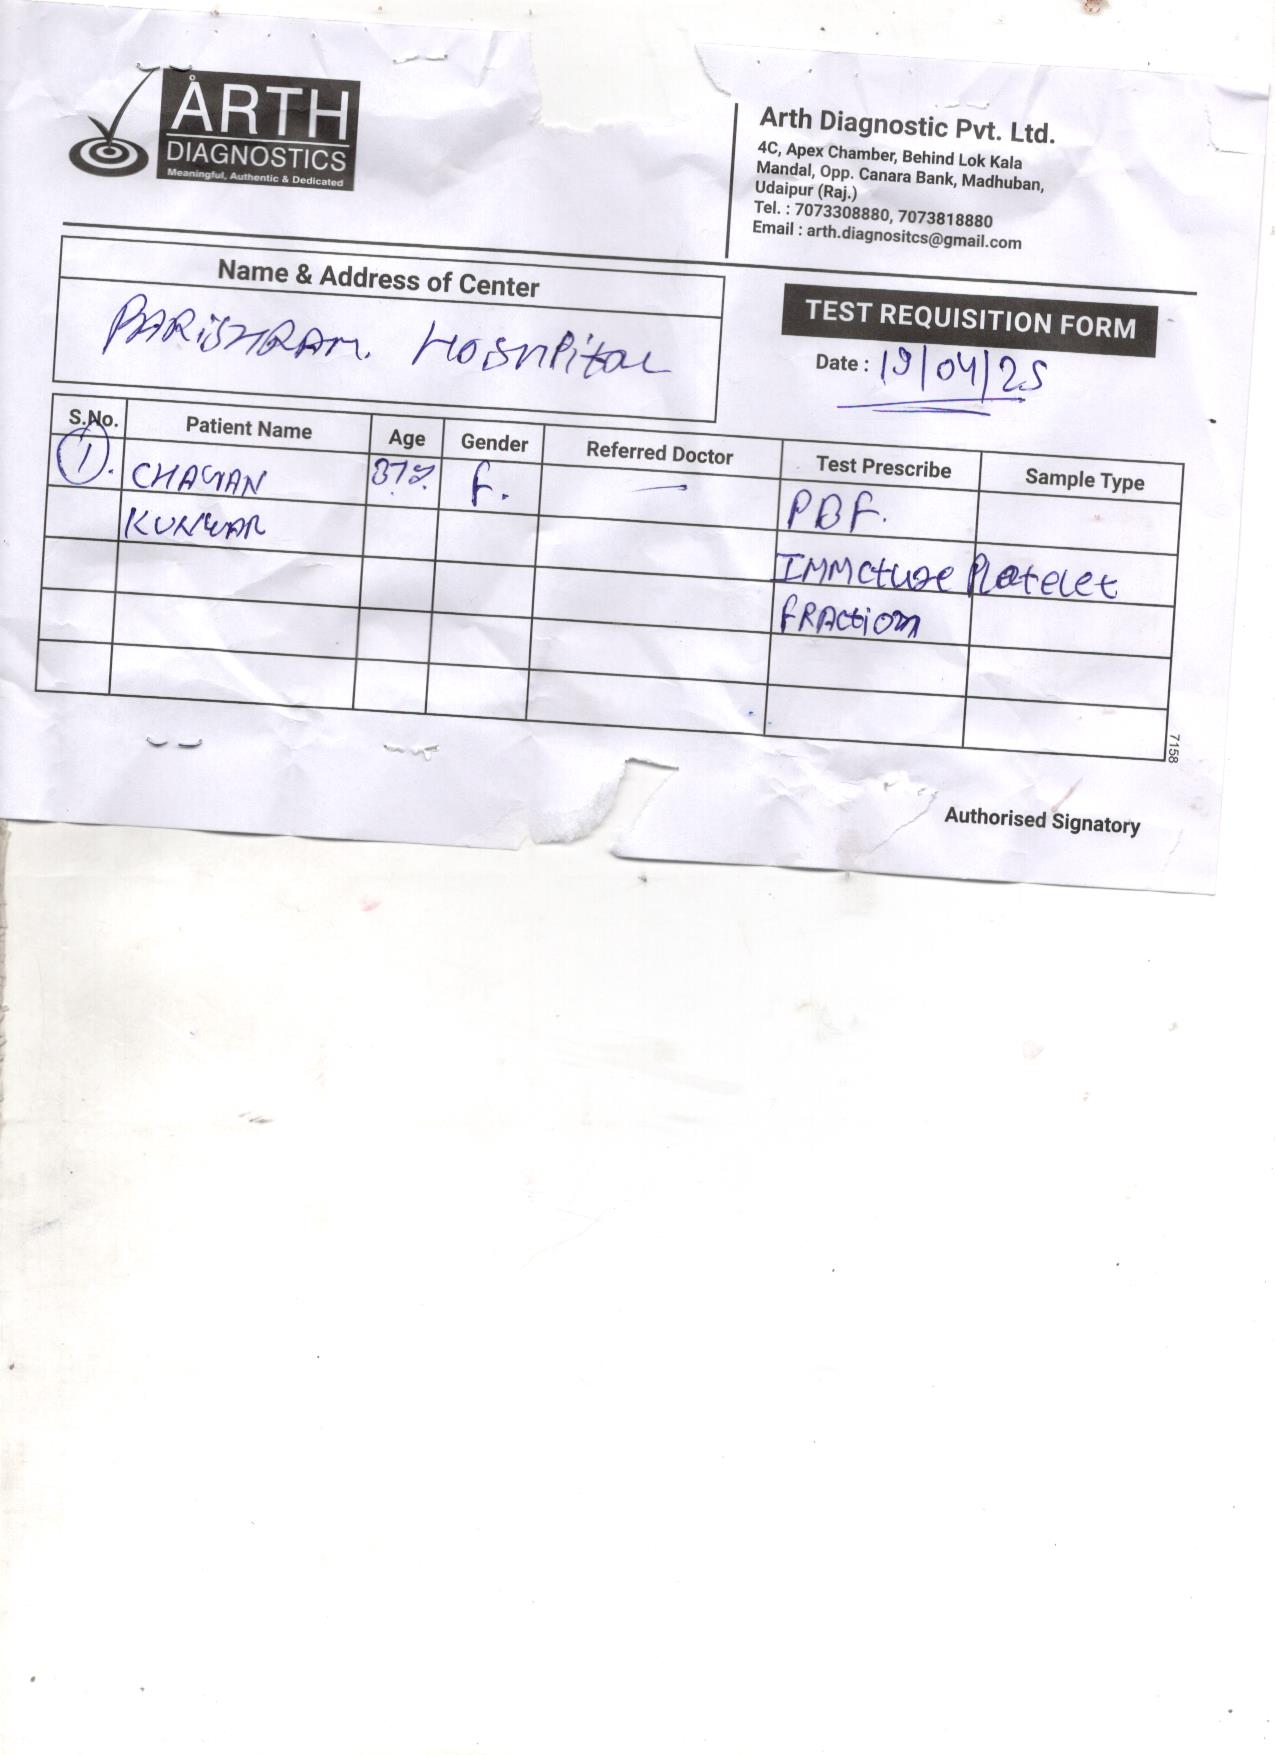 ÅRTH
DIAGNOSTICS
Meaningful, Authentic & Dedicated
Arth Diagnostic Pvt. Ltd.
4C, Apex Chamber, Behind Lok Kala
Mandal, Opp. Canara Bank, Madhuban,
Udaipur (Raj.)
Tel. : 7073308880, 7073818880
Email : arth.diagnositcs@gmail.com
Name & Address of Center
PARISHRAM. HOSHPital
TEST REQUISITION FORM
Date : 19/04/25
S.No. Patient Name Age Gender Referred Doctor Test Prescribe Sample Type
1. CHAGAN F. — PBF.
KUNWAR
Immature Platelet
FRACtion
7158
Authorised Signatory